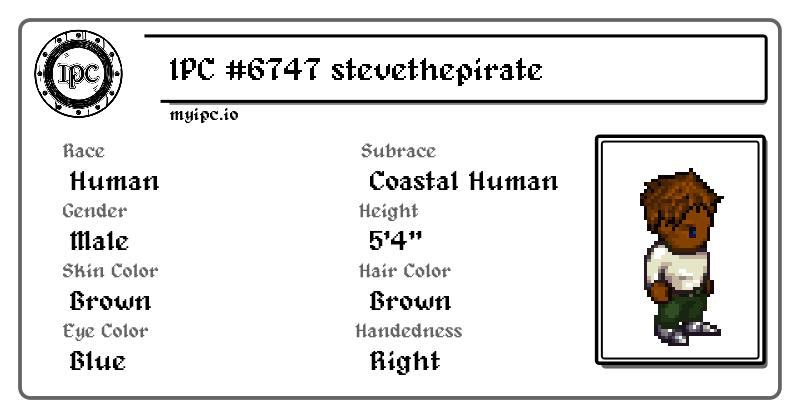 IPC
IPC #6747 stevethepirate
myipc.io
Race
Human
Subrace
Coastal Human
Gender
Male
Height
5'4"
Skin Color
Brown
Hair Color
Brown
Eye Color
Blue
Handedness
Right